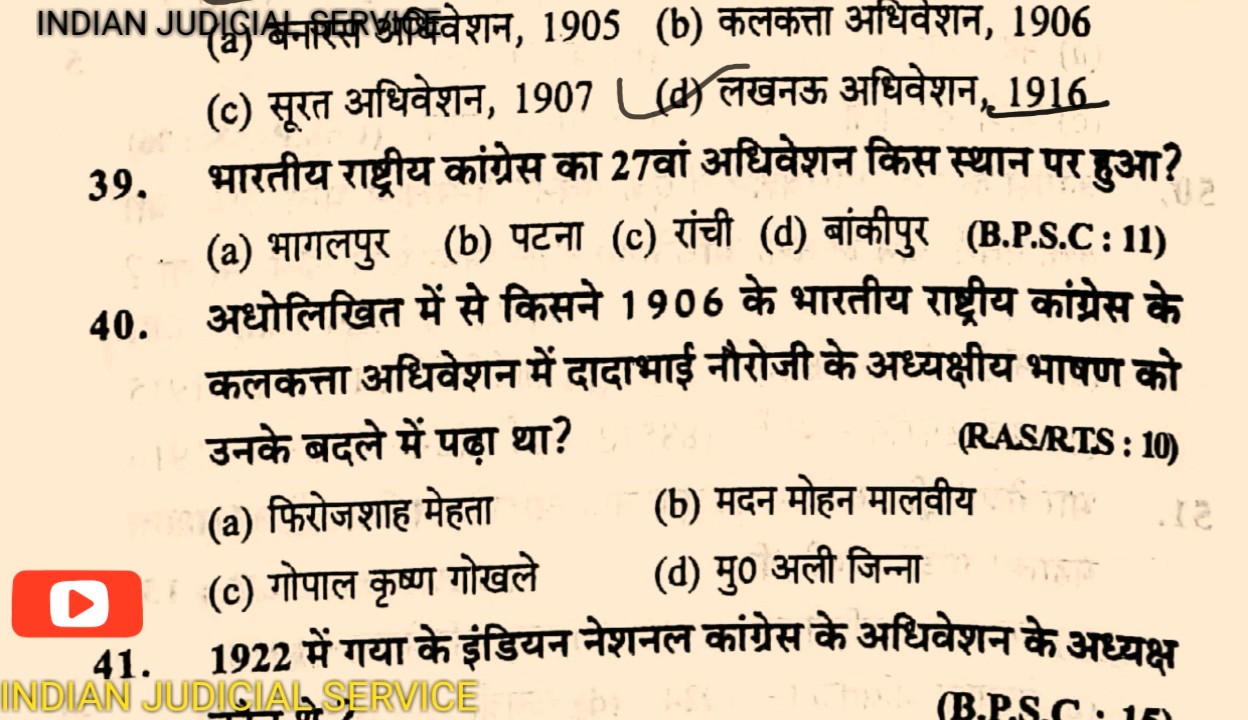 INDIAN JUDICIAL SERVICE
(a) बनारस अधिवेशन, 1905 (b) कलकत्ता अधिवेशन, 1906
(c) सूरत अधिवेशन, 1907 (d) लखनऊ अधिवेशन, 1916
39. भारतीय राष्ट्रीय कांग्रेस का 27वां अधिवेशन किस स्थान पर हुआ?
(a) भागलपुर (b) पटना (c) रांची (d) बांकीपुर (B.P.S.C : 11)
40. अधोलिखित में से किसने 1906 के भारतीय राष्ट्रीय कांग्रेस के
कलकत्ता अधिवेशन में दादाभाई नौरोजी के अध्यक्षीय भाषण को
उनके बदले में पढ़ा था? (R.A.S/R.T.S : 10)
(a) फिरोजशाह मेहता (b) मदन मोहन मालवीय
(c) गोपाल कृष्ण गोखले (d) मु0 अली जिन्ना
41. 1922 में गया के इंडियन नेशनल कांग्रेस के अधिवेशन के अध्यक्ष
INDIAN JUDICIAL SERVICE
(B.P.S.C : 15)